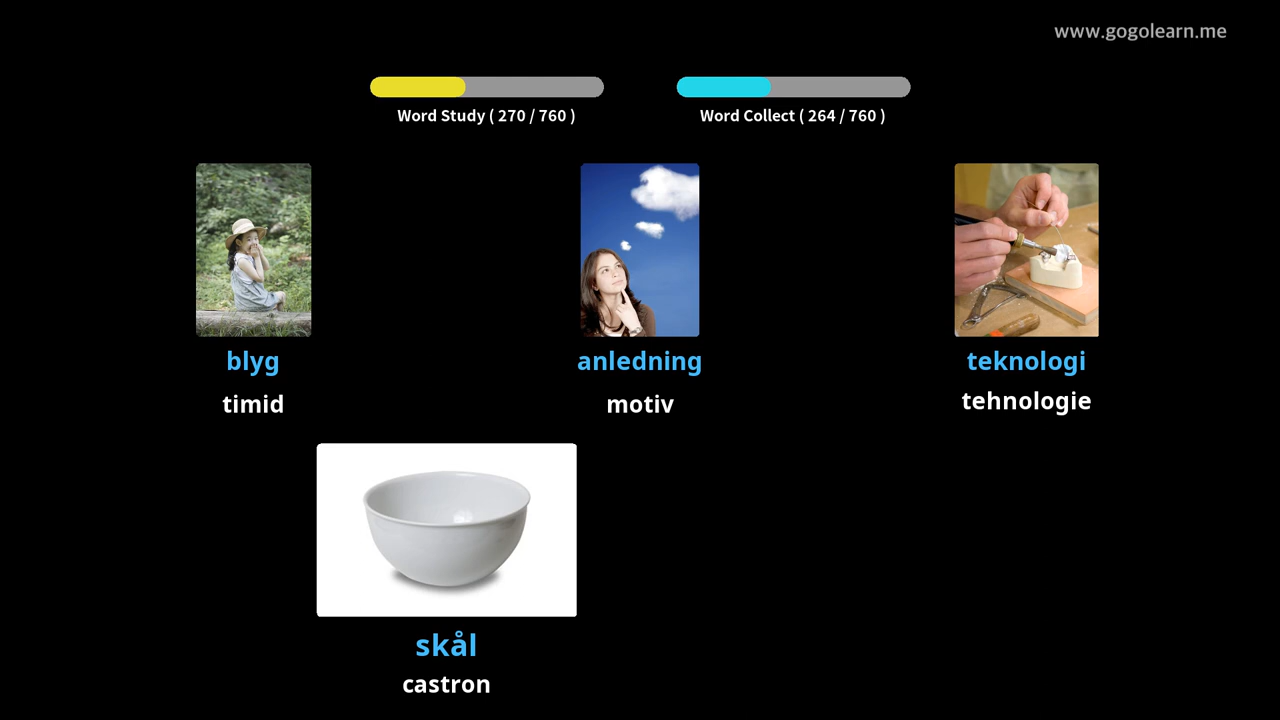 www.gogolearn.me
Word Study ( 270 / 760 )
Word Collect ( 264 / 760 )
blyg
timid
anledning
motiv
teknologi
tehnologie
skål
castron